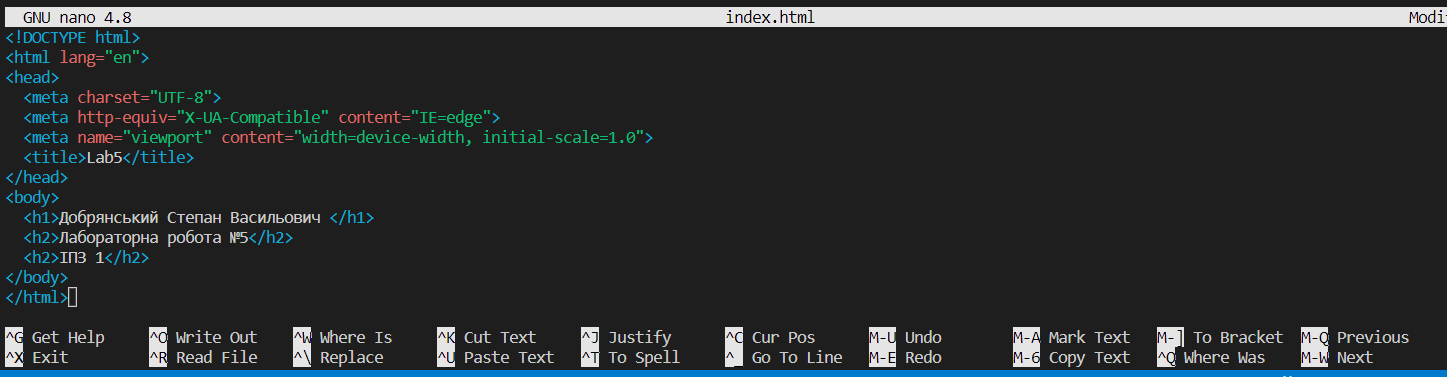 GNU nano 4.8 index.html Modi
<!DOCTYPE html>
<html lang="en">
<head>
  <meta charset="UTF-8">
  <meta http-equiv="X-UA-Compatible" content="IE=edge">
  <meta name="viewport" content="width=device-width, initial-scale=1.0">
  <title>Lab5</title>
</head>
<body>
  <h1>Добрянський Степан Васильович </h1>
  <h2>Лабораторна робота №5</h2>
  <h2>ІПЗ 1</h2>
</body>
</html>
^G Get Help ^O Write Out ^W Where Is ^K Cut Text ^J Justify ^C Cur Pos M-U Undo M-A Mark Text M-] To Bracket M-Q Previous
^X Exit ^R Read File ^\ Replace ^U Paste Text ^T To Spell ^_ Go To Line M-E Redo M-6 Copy Text ^Q Where Was M-W Next